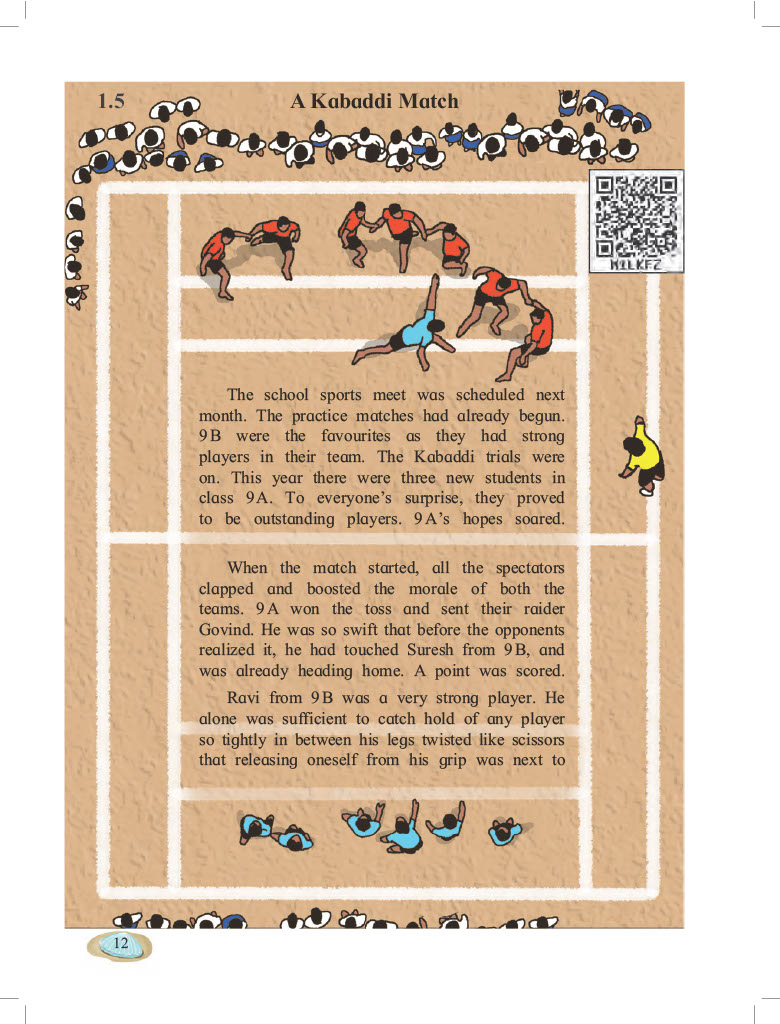 1.5 A Kabaddi Match
M1LKFZ
The school sports meet was scheduled next
month. The practice matches had already begun.
9 B were the favourites as they had strong
players in their team. The Kabaddi trials were
on. This year there were three new students in
class 9 A. To everyone's surprise, they proved
to be outstanding players. 9 A's hopes soared.
When the match started, all the spectators
clapped and boosted the morale of both the
teams. 9 A won the toss and sent their raider
Govind. He was so swift that before the opponents
realized it, he had touched Suresh from 9 B, and
was already heading home. A point was scored.
Ravi from 9 B was a very strong player. He
alone was sufficient to catch hold of any player
so tightly in between his legs twisted like scissors
that releasing oneself from his grip was next to
12